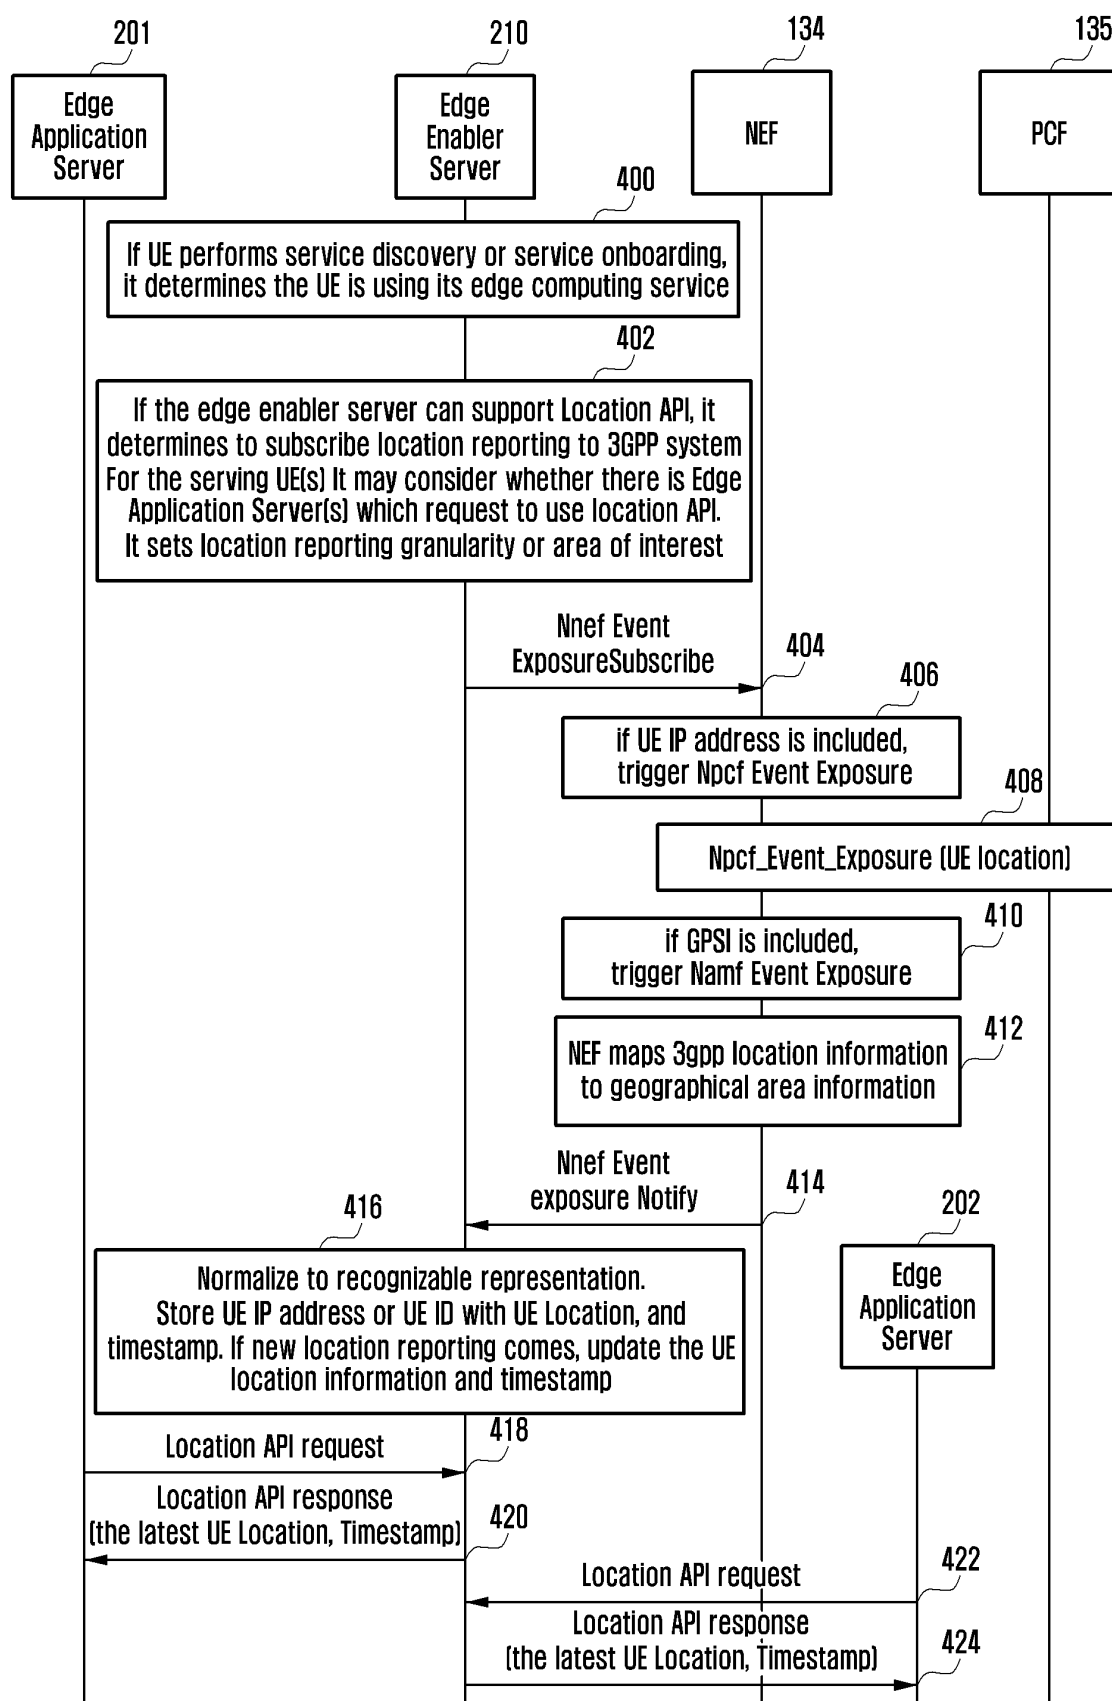 201
210
134
135
Edge
Application
Server
Edge
Enabler
Server
NEF
PCF
400
If UE performs service discovery or service onboarding,
it determines the UE is using its edge computing service
402
If the edge enabler server can support Location API, it
determines to subscribe location reporting to 3GPP system
For the serving UE(s) It may consider whether there is Edge
Application Server(s) which request to use location API.
It sets location reporting granularity or area of interest
Nnef Event
ExposureSubscribe
404
406
if UE IP address is included,
trigger Npcf Event Exposure
408
Npcf_Event_Exposure (UE location)
410
if GPSI is included,
trigger Namf Event Exposure
412
NEF maps 3gpp location information
to geographical area information
Nnef Event
exposure Notify
414
416
202
Normalize to recognizable representation.
Store UE IP address or UE ID with UE Location, and
timestamp. If new location reporting comes, update the UE
location information and timestamp
Edge
Application
Server
418
Location API request
Location API response
(the latest UE Location, Timestamp)
420
Location API request
422
Location API response
(the latest UE Location, Timestamp)
424